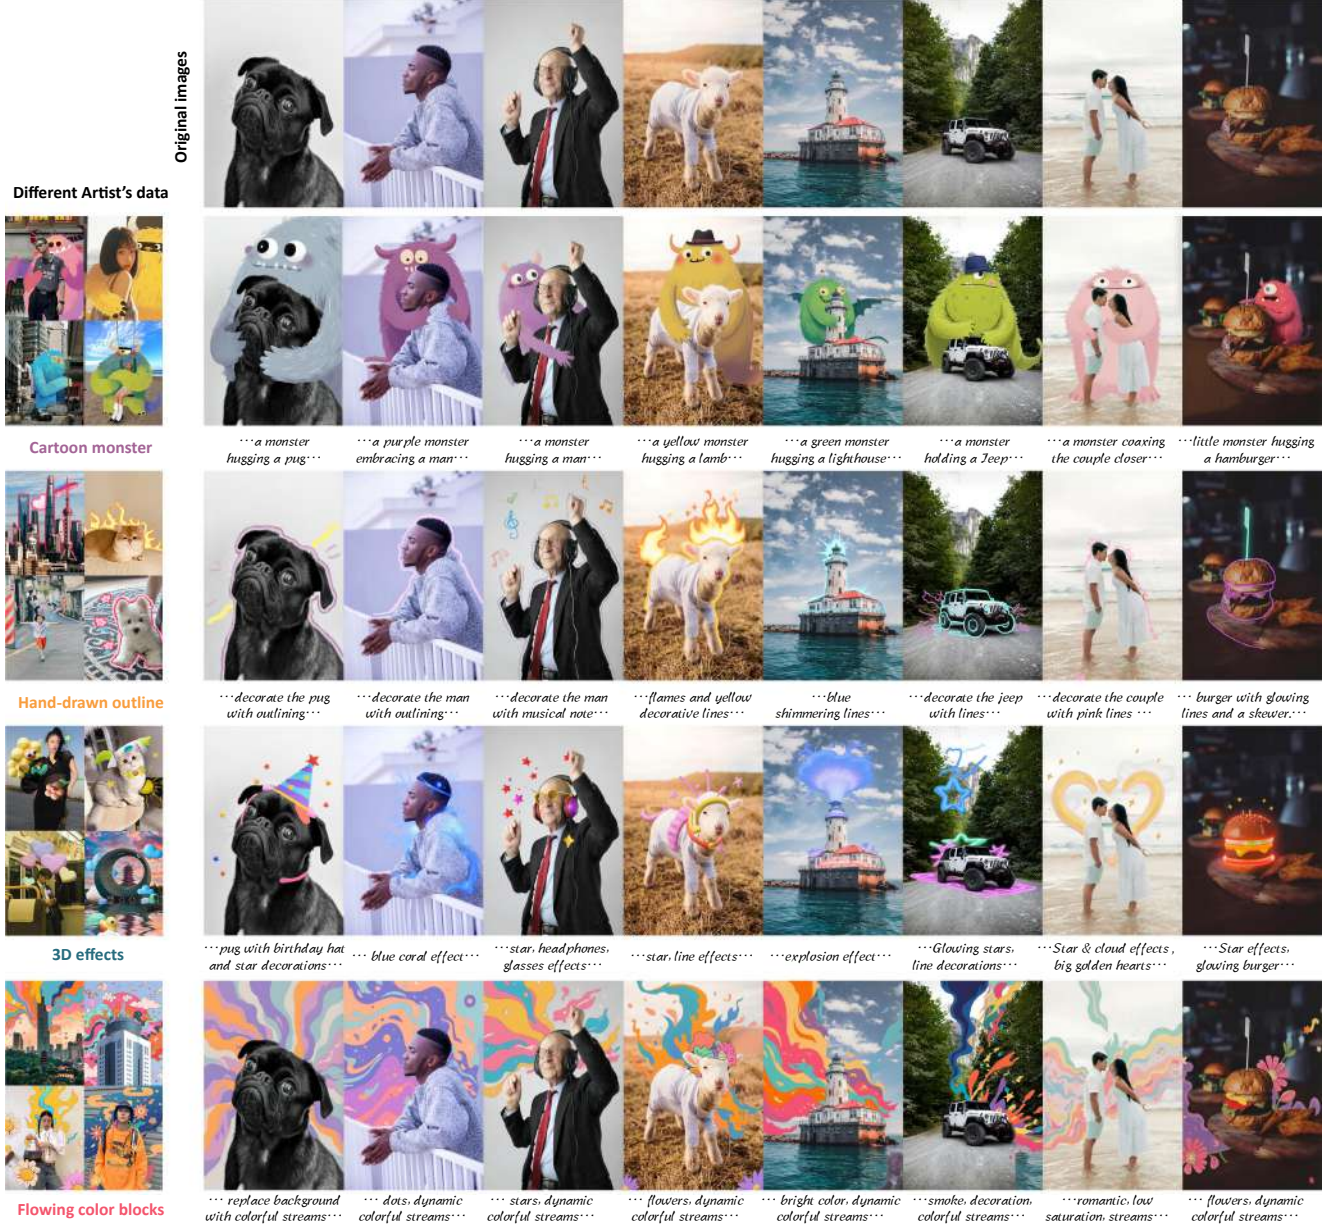 Original images
Different Artist's data
Cartoon monster
···a monster
hugging a pug···
···a purple monster
embracing a man···
···a monster
hugging a man···
···a yellow monster
hugging a lamb···
···a green monster
hugging a lighthouse···
···a monster
holding a Jeep···
···a monster coaxing
the couple closer···
···little monster hugging
a hamburger···
Hand-drawn outline
···decorate the pug
with outlining···
···decorate the man
with outlining···
···decorate the man
with musical note···
···flames and yellow
decorative lines···
···blue
shimmering lines···
···decorate the jeep
with lines···
···decorate the couple
with pink lines ···
··· burger with glowing
lines and a skewer.···
3D effects
···pug with birthday hat
and star decorations···
··· blue coral effect···
···star, headphones,
glasses effects···
···star, line effects···
···explosion effect···
···Glowing stars,
line decorations···
···Star & cloud effects ,
big golden hearts···
···Star effects,
glowing burger···
Flowing color blocks
··· replace background
with colorful streams···
··· dots, dynamic
colorful streams···
··· stars, dynamic
colorful streams···
··· flowers, dynamic
colorful streams···
··· bright color, dynamic
colorful streams···
···smoke, decoration,
colorful streams···
···romantic, low
saturation, streams···
··· flowers, dynamic
colorful streams···